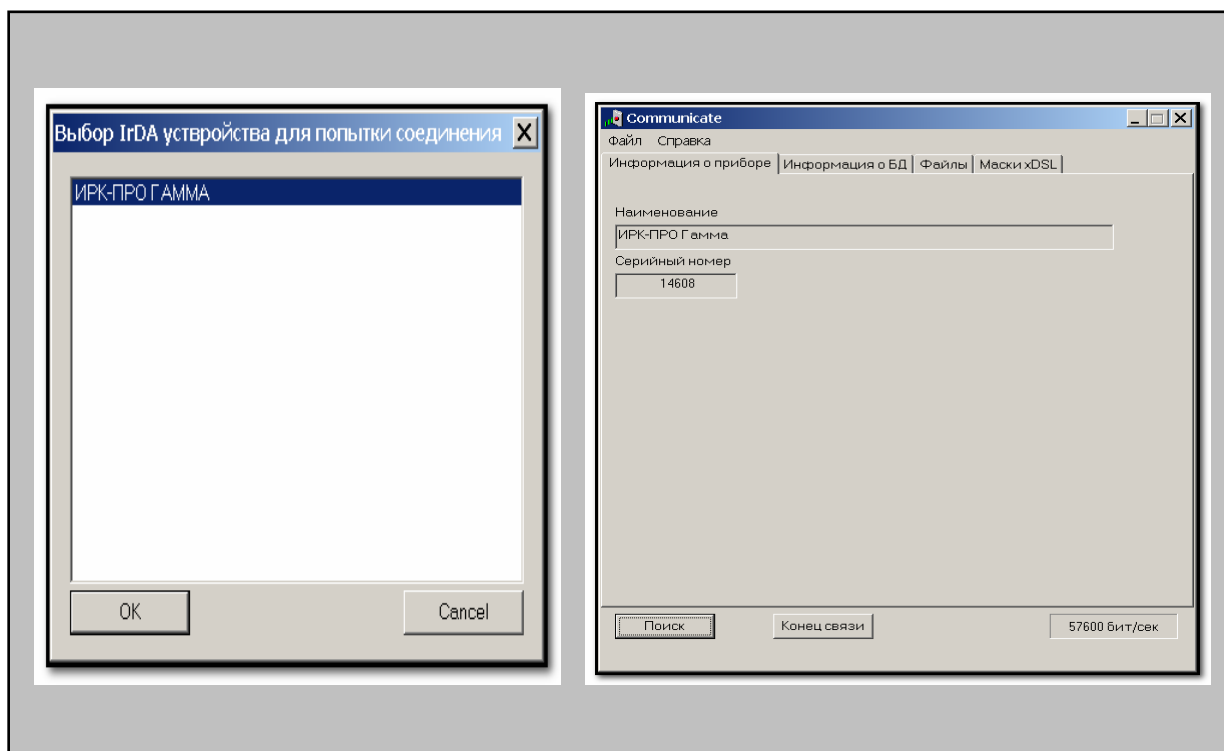 Выбор IrDA уствройства для попытки соединения
ИРК-ПРО ГАММА
OK
Cancel
Communicate
Файл Справка
Информация о приборе Информация о БД Файлы Маски xDSL
Наименование
ИРК-ПРО Гамма
Серийный номер
14608
Поиск
Конец связи
57600 бит/сек